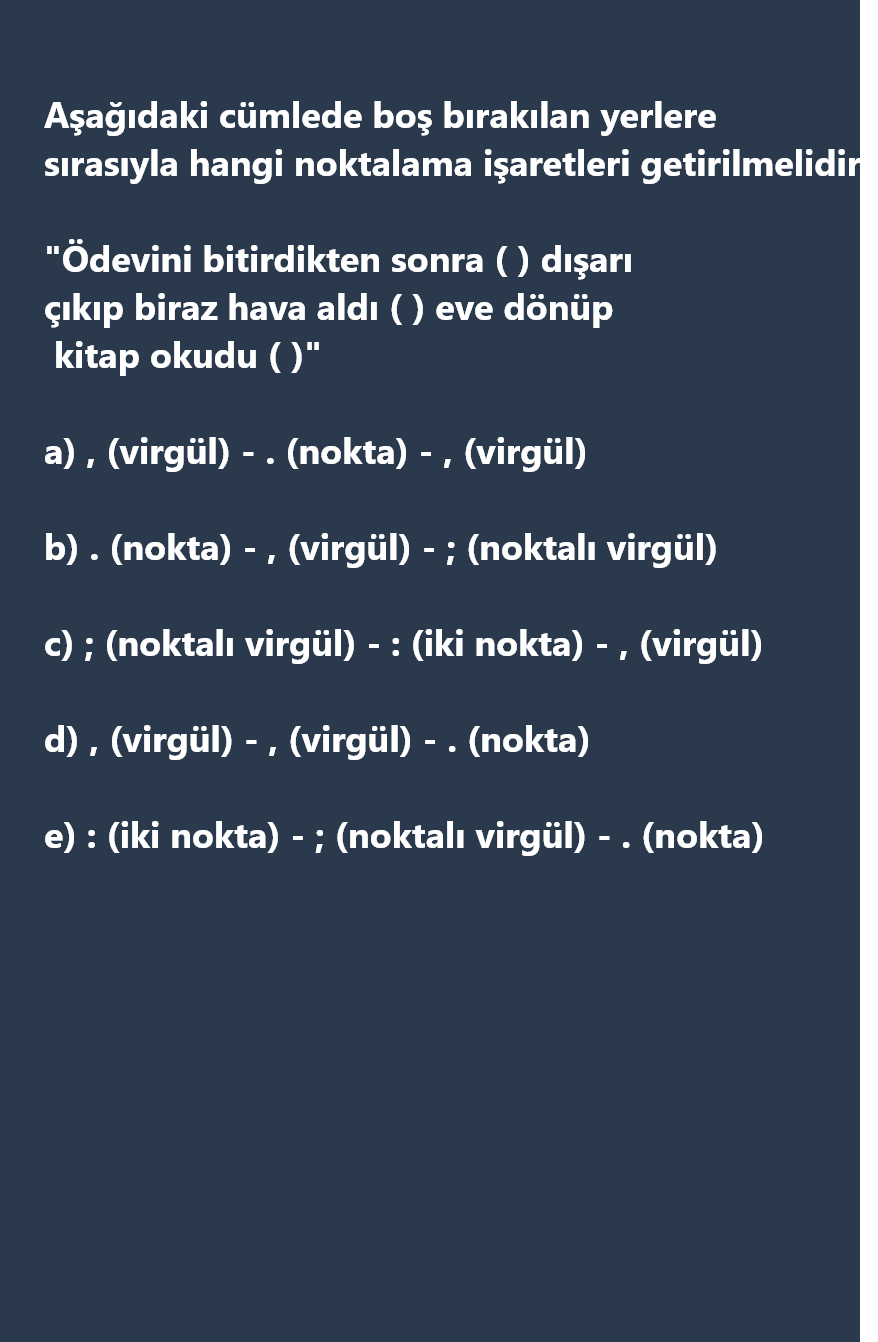 Aşağıdaki cümlede boş bırakılan yerlere
sırasıyla hangi noktalama işaretleri getirilmelidir
"Ödevini bitirdikten sonra ( ) dışarı
çıkıp biraz hava aldı ( ) eve dönüp
kitap okudu ( )"
a) , (virgül) - . (nokta) - , (virgül)
b) . (nokta) - , (virgül) - ; (noktalı virgül)
c) ; (noktalı virgül) - : (iki nokta) - , (virgül)
d) , (virgül) - , (virgül) - . (nokta)
e) : (iki nokta) - ; (noktalı virgül) - . (nokta)